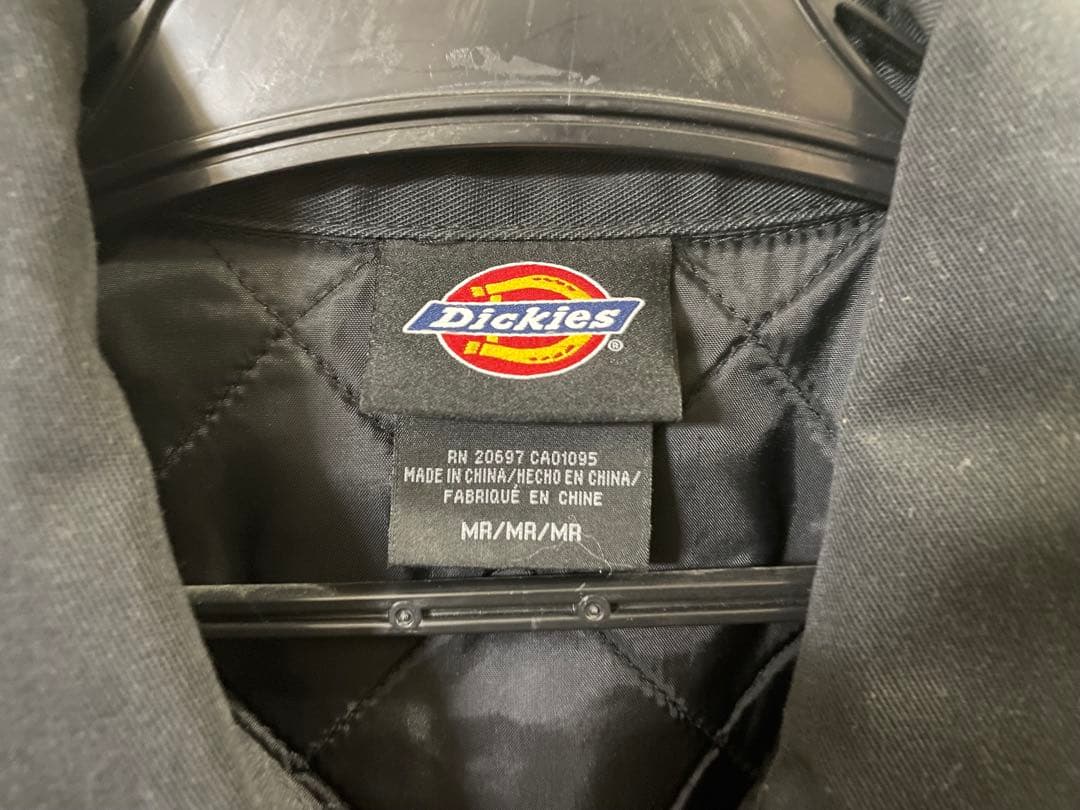 Dickies
®
RN 20697 CA01095
MADE IN CHINA/HECHO EN CHINA/
FABRIQUÉ EN CHINE
MR/MR/MR